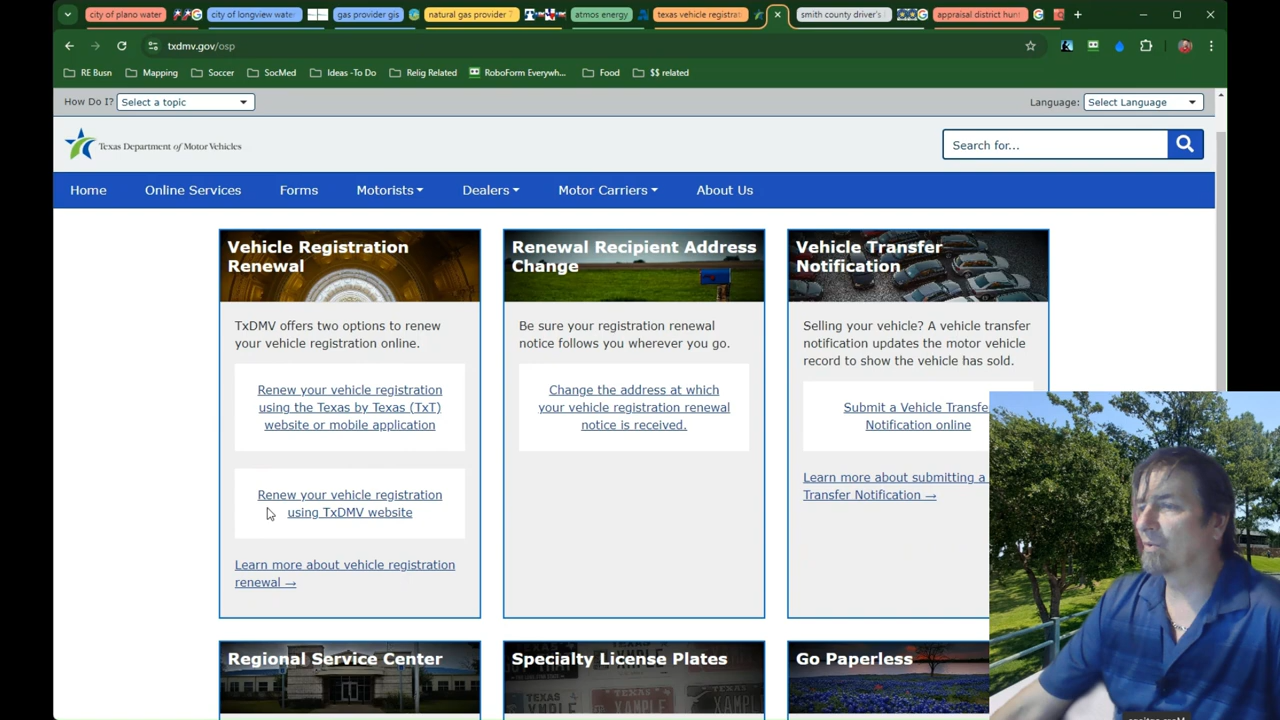 city of plano water
city of longview water
gas provider gis
natural gas provider 7
atmos energy
texas vehicle registrat
smith county driver's l
appraisal district hunt
txdmv.gov/osp
RE Busn
Mapping
Soccer
SocMed
Ideas -To Do
Relig Related
RoboForm Everywh...
Food
$$ related
How Do I?
Select a topic
Language:
Select Language
Texas Department of Motor Vehicles
Search for...
Home
Online Services
Forms
Motorists
Dealers
Motor Carriers
About Us
Vehicle Registration
Renewal
TxDMV offers two options to renew
your vehicle registration online.
Renew your vehicle registration
using the Texas by Texas (TxT)
website or mobile application
Renew your vehicle registration
using TxDMV website
Learn more about vehicle registration
renewal →
Renewal Recipient Address
Change
Be sure your registration renewal
notice follows you wherever you go.
Change the address at which
your vehicle registration renewal
notice is received.
Vehicle Transfer
Notification
Selling your vehicle? A vehicle transfer
notification updates the motor vehicle
record to show the vehicle has sold.
Submit a Vehicle Transfe
Notification online
Learn more about submitting a
Transfer Notification →
Regional Service Center
Specialty License Plates
TEXAS
XAMPLE
Go Paperless